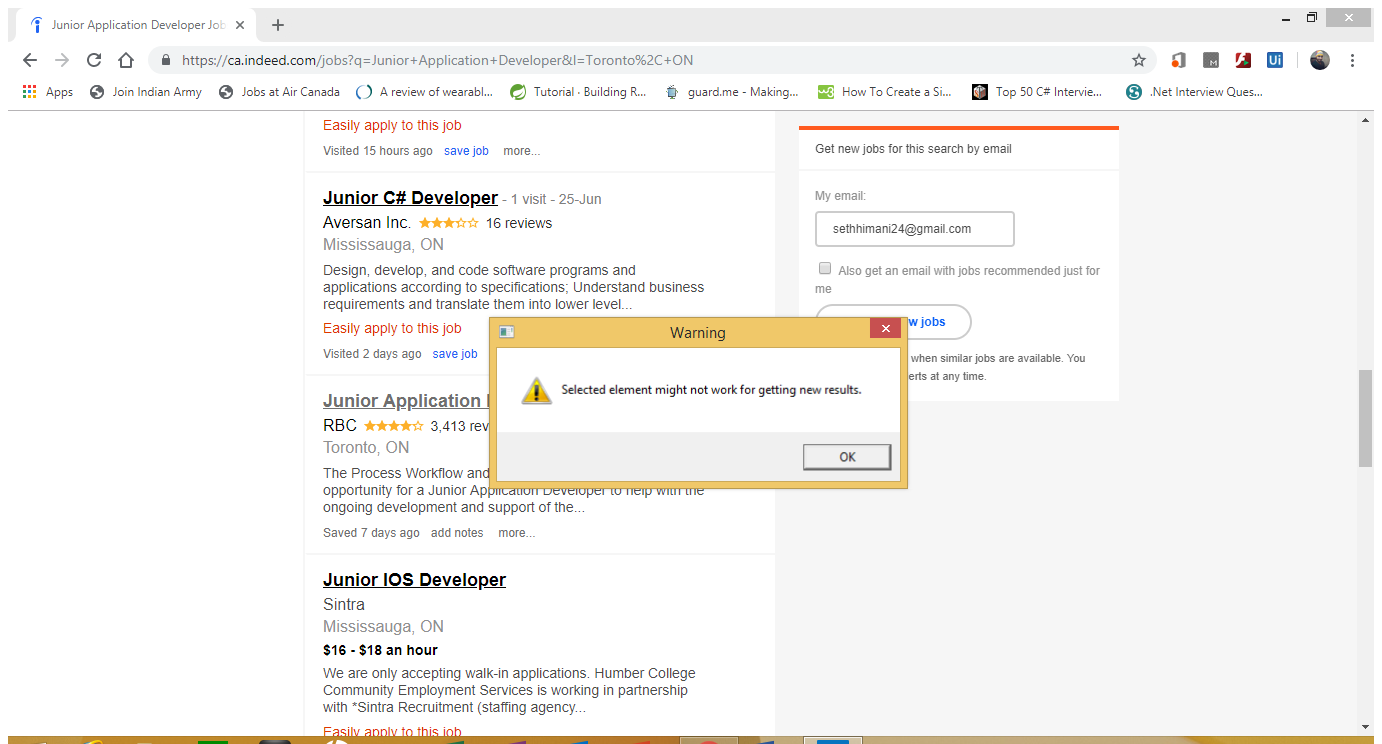 Junior Application Developer Job
https://ca.indeed.com/jobs?q=Junior+Application+Developer&l=Toronto%2C+ON
M
Ui
Apps
Join Indian Army
Jobs at Air Canada
A review of wearabl...
Tutorial · Building R...
guard.me - Making...
How To Create a Si...
Top 50 C# Intervie...
.Net Interview Ques...
Easily apply to this job
Visited 15 hours ago save job more...
Junior C# Developer - 1 visit - 25-Jun
Aversan Inc. 16 reviews
Mississauga, ON
Design, develop, and code software programs and
applications according to specifications; Understand business
requirements and translate them into lower level...
Easily apply to this job
Visited 2 days ago save job
Junior Application
RBC 3,413 rev
Toronto, ON
The Process Workflow and
opportunity for a Junior Application Developer to help with the
ongoing development and support of the...
Saved 7 days ago add notes more...
Junior IOS Developer
Sintra
Mississauga, ON
$16 - $18 an hour
We are only accepting walk-in applications. Humber College
Community Employment Services is working in partnership
with *Sintra Recruitment (staffing agency...
Easily apply to this job
Get new jobs for this search by email
My email:
sethhimani24@gmail.com
Also get an email with jobs recommended just for
me
w jobs
when similar jobs are available. You
erts at any time.
Warning
Selected element might not work for getting new results.
OK